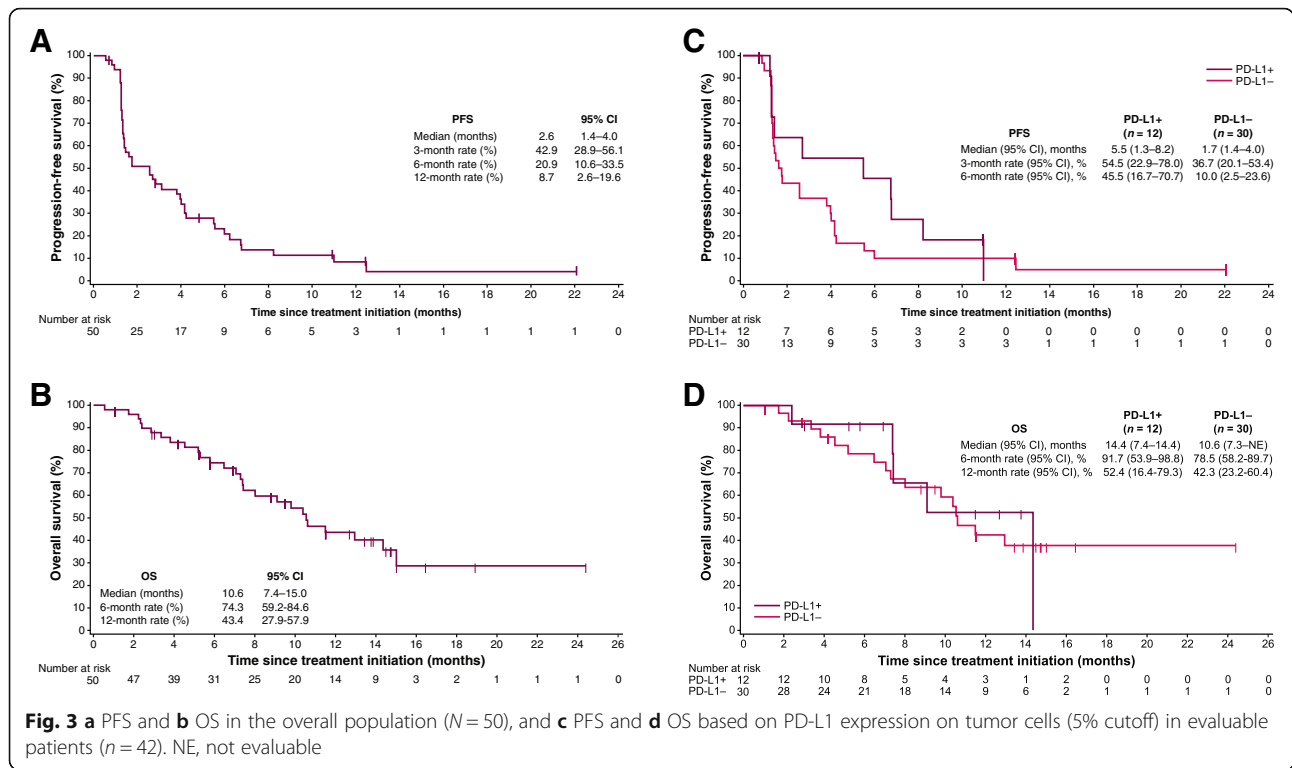 A
Progression-free survival (%)
100
90
80
70
60
50
40
30
20
10
0
PFS 95% CI
Median (months) 2.6 1.4–4.0
3-month rate (%) 42.9 28.9–56.1
6-month rate (%) 20.9 10.6–33.5
12-month rate (%) 8.7 2.6–19.6
0 2 4 6 8 10 12 14 16 18 20 22 24
Time since treatment initiation (months)
Number at risk
50 25 17 9 6 5 3 1 1 1 1 1 0
C
Progression-free survival (%)
100
90
80
70
60
50
40
30
20
10
0
PD-L1+
PD-L1–
PD-L1+ PD-L1–
PFS (n = 12) (n = 30)
Median (95% CI), months 5.5 (1.3–8.2) 1.7 (1.4–4.0)
3-month rate (95% CI), % 54.5 (22.9–78.0) 36.7 (20.1–53.4)
6-month rate (95% CI), % 45.5 (16.7–70.7) 10.0 (2.5–23.6)
0 2 4 6 8 10 12 14 16 18 20 22 24
Time since treatment initiation (months)
Number at risk
PD-L1+ 12 7 6 5 3 2 0 0 0 0 0 0 0
PD-L1– 30 13 9 3 3 3 3 1 1 1 1 1 0
B
Overall survival (%)
100
90
80
70
60
50
40
30
20
10
0
OS 95% CI
Median (months) 10.6 7.4–15.0
6-month rate (%) 74.3 59.2-84.6
12-month rate (%) 43.4 27.9-57.9
0 2 4 6 8 10 12 14 16 18 20 22 24 26
Time since treatment initiation (months)
Number at risk
50 47 39 31 25 20 14 9 3 2 1 1 1 0
D
Overall survival (%)
100
90
80
70
60
50
40
30
20
10
0
PD-L1+ PD-L1–
OS (n = 12) (n = 30)
Median (95% CI), months 14.4 (7.4–14.4) 10.6 (7.3–NE)
6-month rate (95% CI), % 91.7 (53.9–98.8) 78.5 (58.2-89.7)
12-month rate (95% CI), % 52.4 (16.4-79.3) 42.3 (23.2-60.4)
PD-L1+
PD-L1–
0 2 4 6 8 10 12 14 16 18 20 22 24 26
Time since treatment initiation (months)
Number at risk
PD-L1+ 12 12 10 8 5 4 3 1 2 0 0 0 0 0
PD-L1– 30 28 24 21 18 14 9 6 2 1 1 1 1 0
Fig. 3 a PFS and b OS in the overall population (N = 50), and c PFS and d OS based on PD-L1 expression on tumor cells (5% cutoff) in evaluable
patients (n = 42). NE, not evaluable